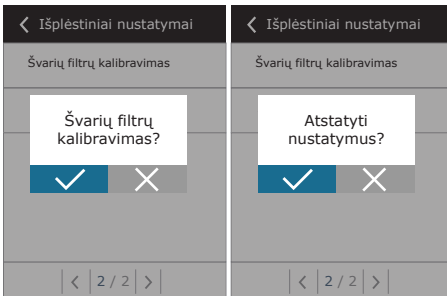 Išplėstiniai nustatymai
Švarių filtrų kalibravimas
Švarių filtrų
kalibravimas?
2 / 2
Išplėstiniai nustatymai
Švarių filtrų kalibravimas
Atstatyti
nustatymus?
2 / 2